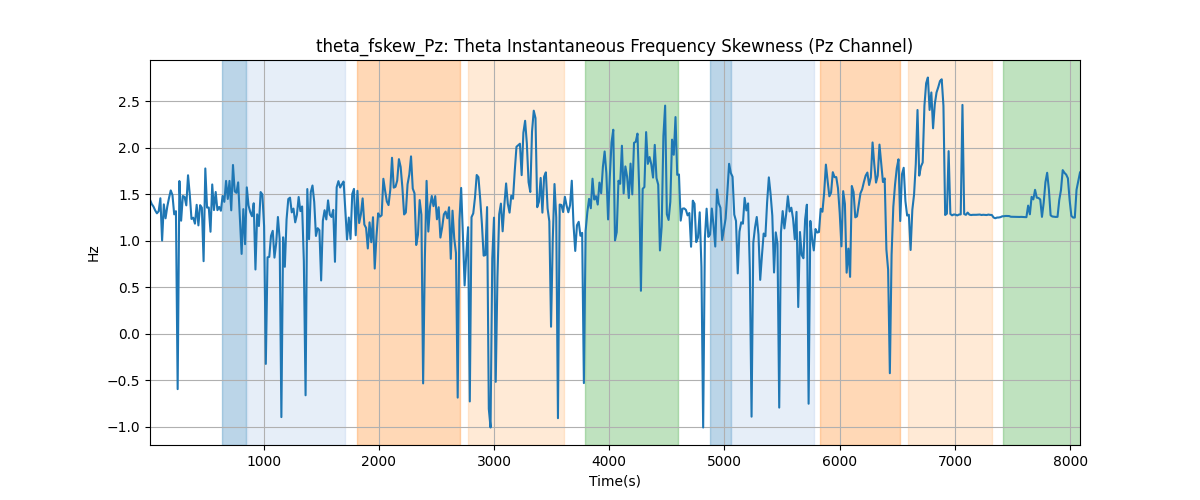 theta_fskew_Pz: Theta Instantaneous Frequency Skewness (Pz Channel)
2.5
2.0
1.5
1.0
0.5
0.0
−0.5
−1.0
Hz
1000 2000 3000 4000 5000 6000 7000 8000
Time(s)